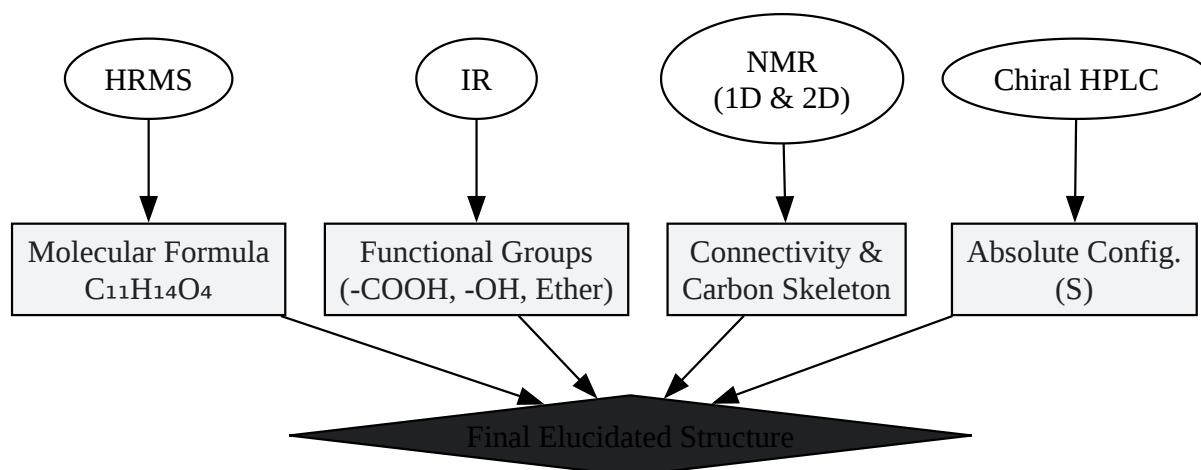 HRMS
IR
NMR
(1D & 2D)
Chiral HPLC
Molecular Formula
C₁₁H₁₄O₄
Functional Groups
(-COOH, -OH, Ether)
Connectivity &
Carbon Skeleton
Absolute Config.
(S)
Final Elucidated Structure